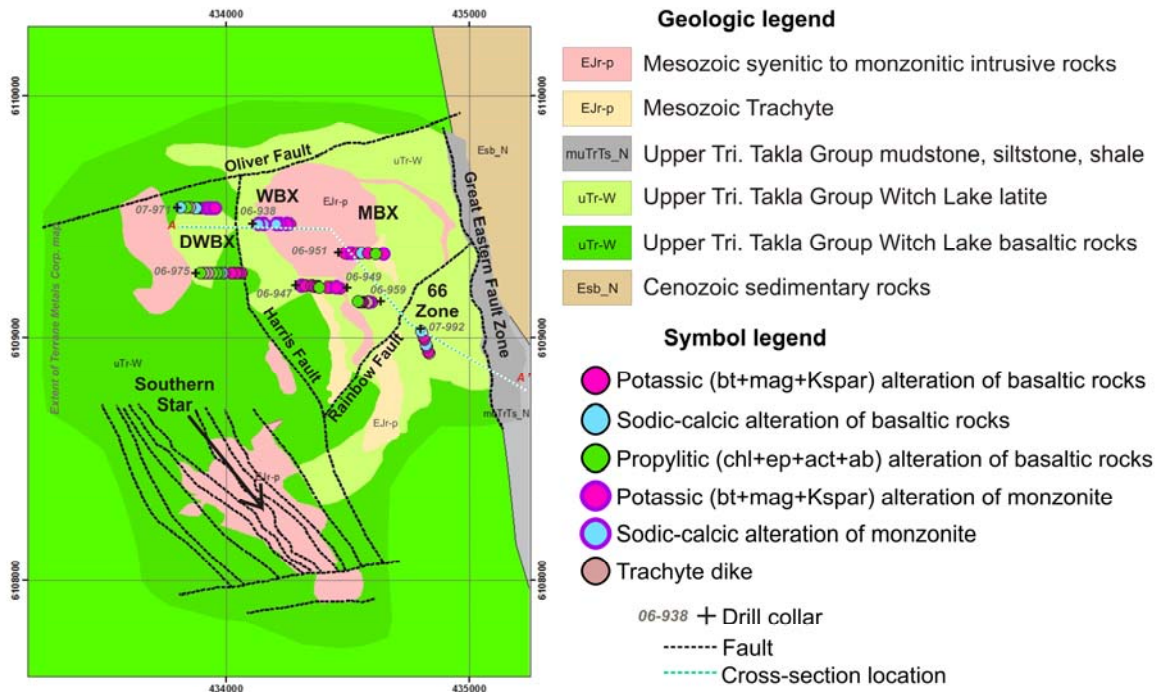 434000
435000
6110000
6109000
6108000
6110000
6109000
6108000
434000
435000
Oliver Fault
uTr-W
Esb_N
WBX
06-938
EJr-p
MBX
07-971
A
DWBX
06-951
Great Eastern Fault Zone
06-975
06-949
06-947
06-959
66
Zone
07-992
Harris Fault
Rainbow Fault
uTr-W
Extent of Terrane Metals Corp. map
Southern
Star
A'
muTrTs_N
EJr-p
EJr-p
Geologic legend
EJr-p Mesozoic syenitic to monzonitic intrusive rocks
EJr-p Mesozoic Trachyte
muTrTs_N Upper Tri. Takla Group mudstone, siltstone, shale
uTr-W Upper Tri. Takla Group Witch Lake latite
uTr-W Upper Tri. Takla Group Witch Lake basaltic rocks
Esb_N Cenozoic sedimentary rocks
Symbol legend
Potassic (bt+mag+Kspar) alteration of basaltic rocks
Sodic-calcic alteration of basaltic rocks
Propylitic (chl+ep+act+ab) alteration of basaltic rocks
Potassic (bt+mag+Kspar) alteration of monzonite
Sodic-calcic alteration of monzonite
Trachyte dike
06-938 + Drill collar
Fault
Cross-section location